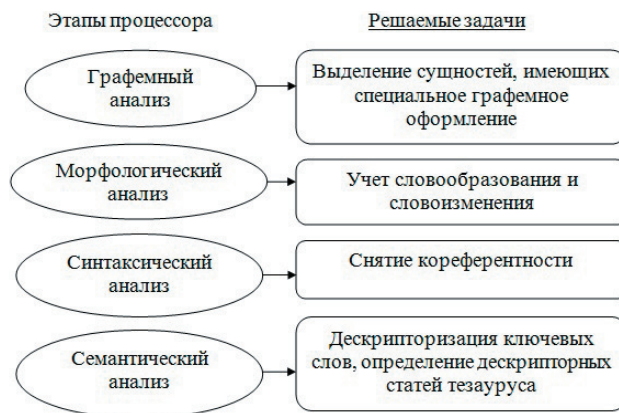 Этапы процессора
Решаемые задачи
Графемный
анализ
Выделение сущностей, имеющих
специальное графемное
оформление
Морфологический
анализ
Учет словообразования и
словоизменения
Синтаксический
анализ
Снятие кореферентности
Семантический
анализ
Дескрипторизация ключевых
слов, определение дескрипторных
статей тезауруса